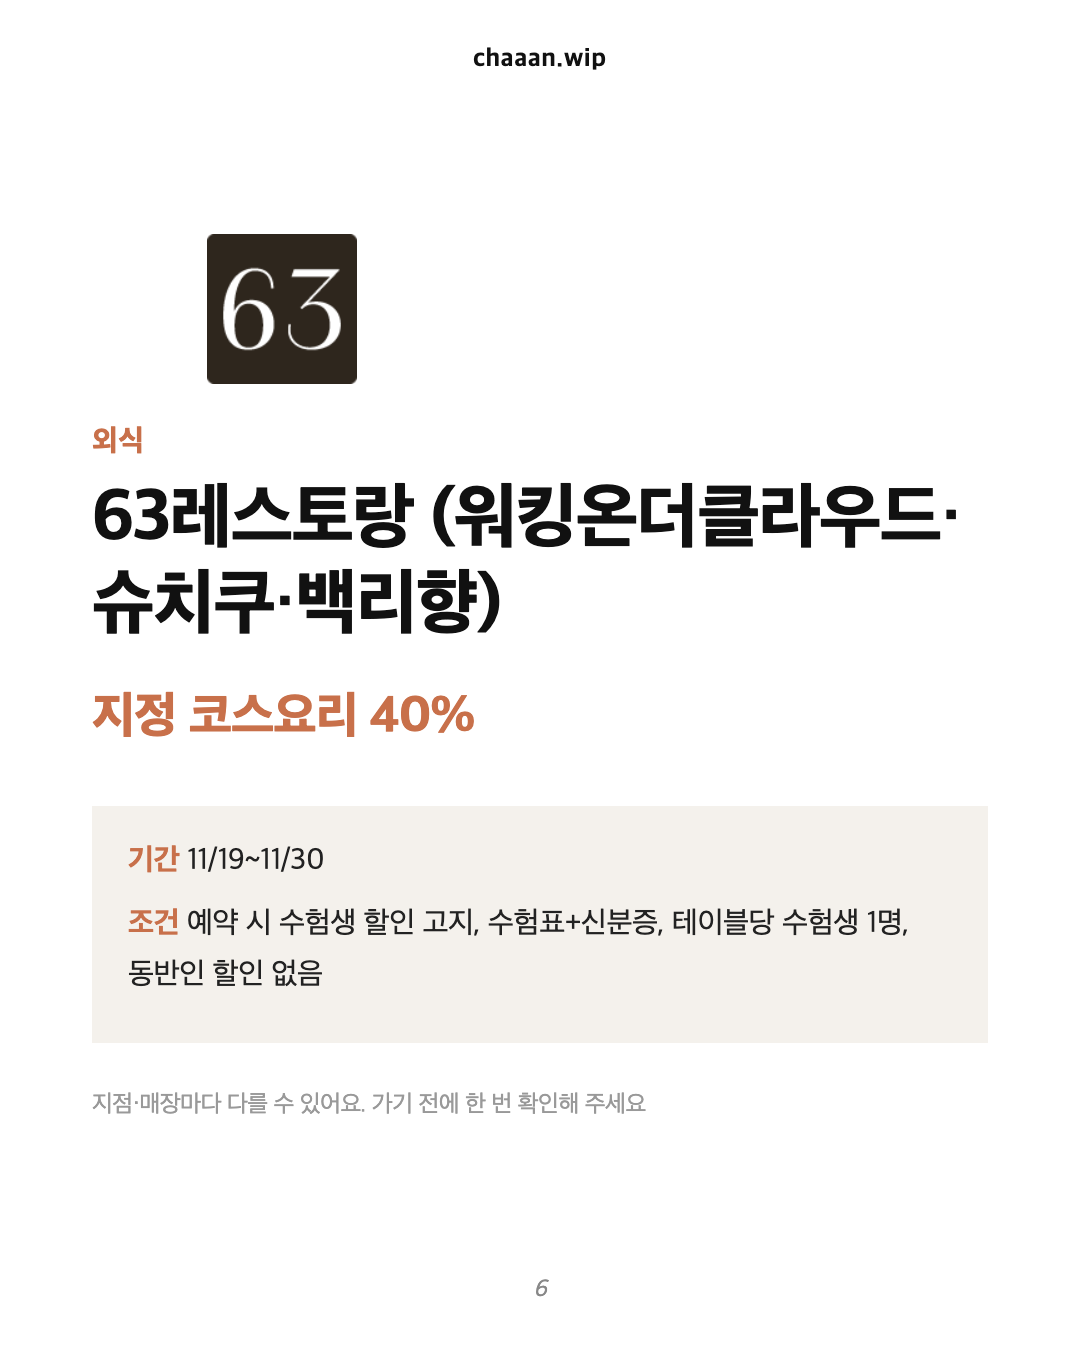 chaaan.wip
63
외식
63레스토랑 (워킹온더클라우드·
슈치쿠·백리향)
지정 코스요리 40%
기간 11/19~11/30
조건 예약 시 수험생 할인 고지, 수험표+신분증, 테이블당 수험생 1명,
동반인 할인 없음
지점·매장마다 다를 수 있어요. 가기 전에 한 번 확인해 주세요
6